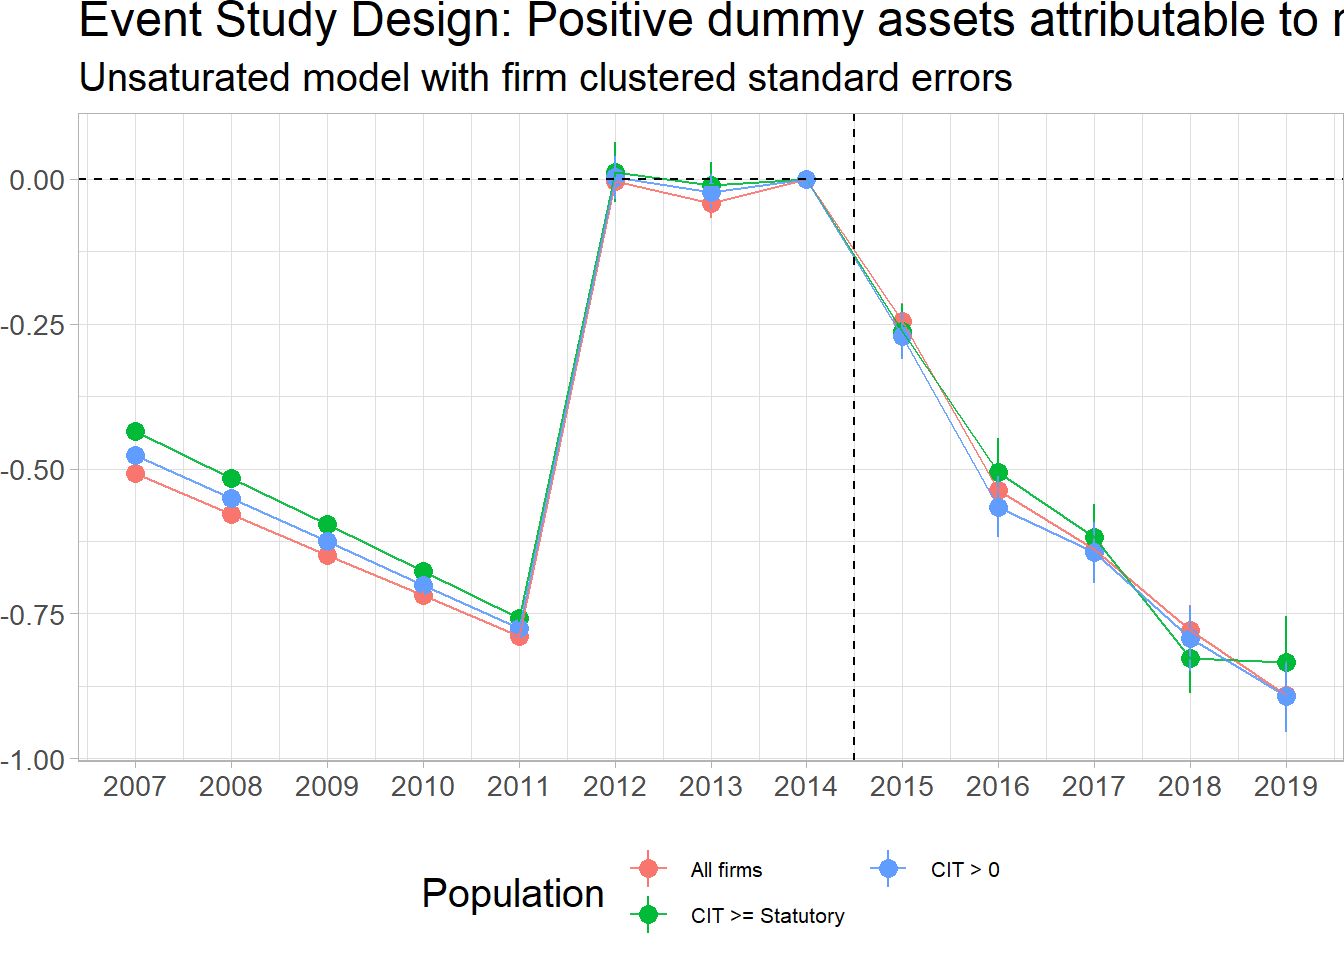 Event Study Design: Positive dummy assets attributable to
Unsaturated model with firm clustered standard errors
0.00
-0.25
-0.50
-0.75
-1.00
2007 2008 2009 2010 2011 2012 2013 2014 2015 2016 2017 2018 2019
Population
All firms
CIT > 0
CIT >= Statutory